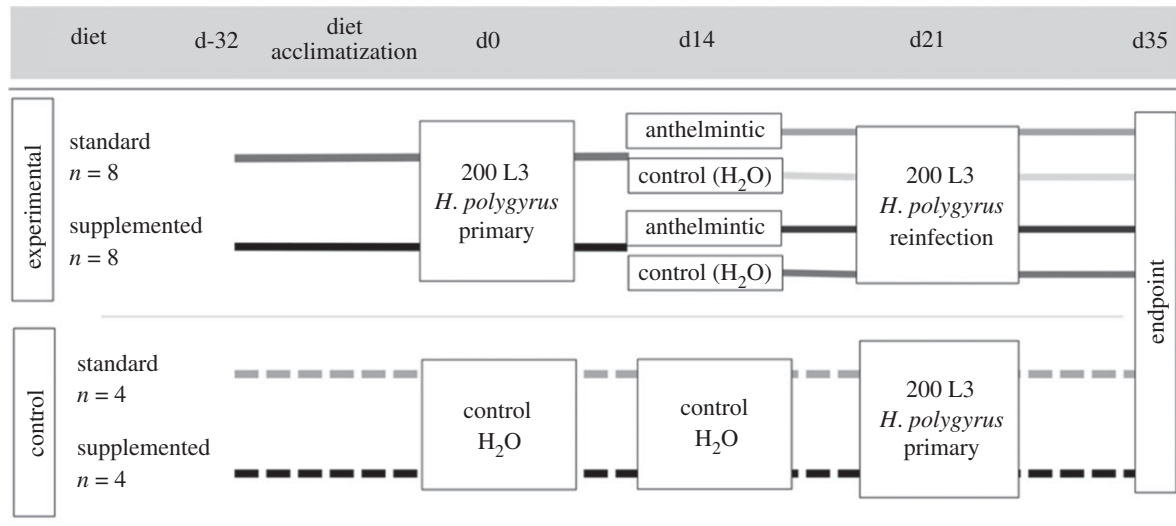 diet d-32 diet acclimatization d0 d14 d21 d35
experimental
standard
n = 8
supplemented
n = 8
200 L3
H. polygyrus
primary
anthelmintic
control (H₂O)
anthelmintic
control (H₂O)
200 L3
H. polygyrus
reinfection
endpoint
control
standard
n = 4
supplemented
n = 4
control
H₂O
control
H₂O
200 L3
H. polygyrus
primary